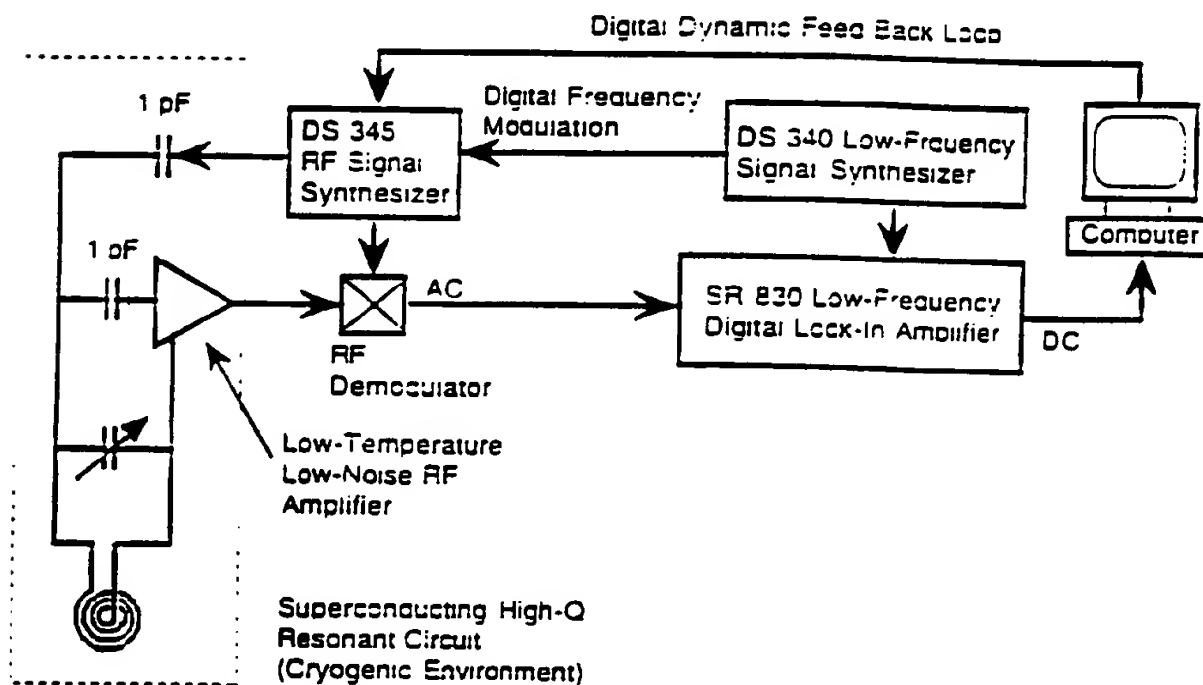 Digital Dynamic Feed Back Loop
1 pF
DS 345
RF Signal
Synthesizer
Digital Frequency
Modulation
DS 340 Low-Frquency
Signal Synthesizer
Computer
1 pF
AC
SR 830 Low-Frequency
Digital Lock-In Amplifier
DC
RF
Demodulator
Low-Temperature
Low-Noise RF
Amplifier
Superconducting High-Q
Resonant Circuit
(Cryogenic Environment)